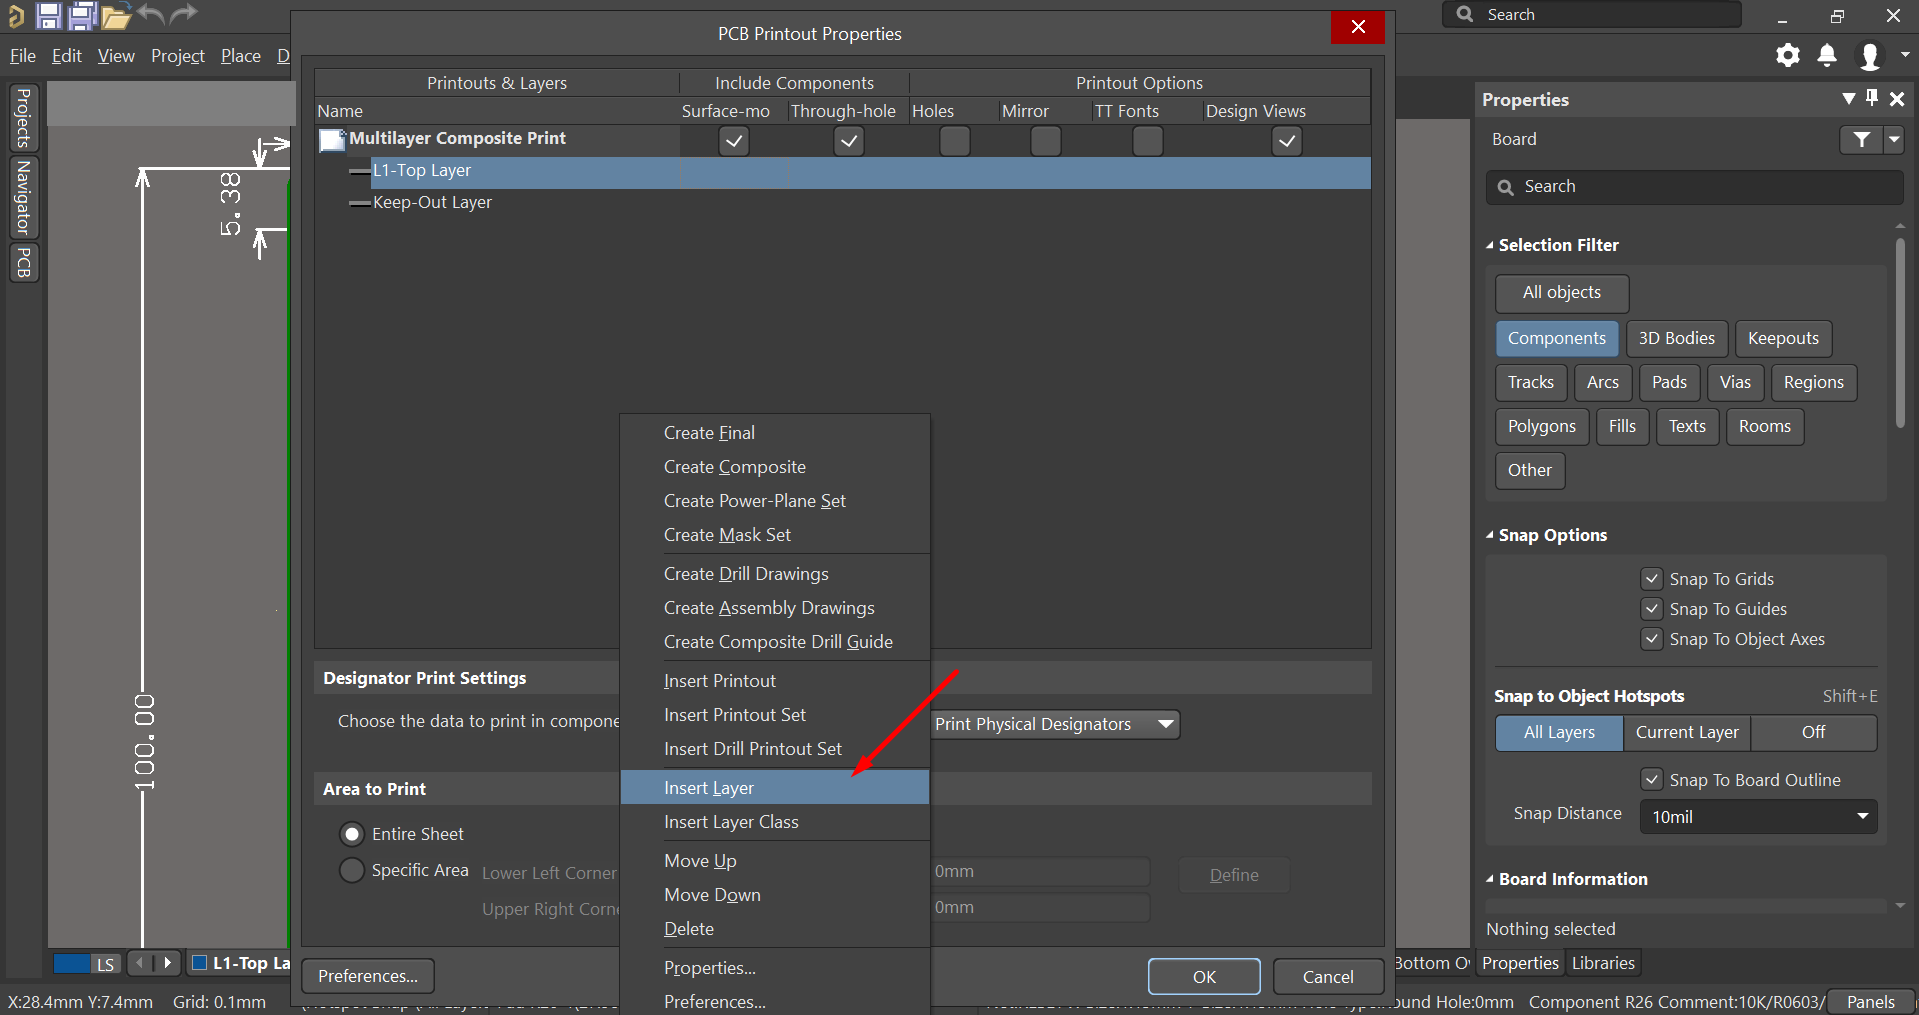 PCB Printout Properties
Search
File Edit View Project Place D
Projects
Navigator
PCB
5.38
100.00
Printouts & Layers Include Components Printout Options
Name Surface-mo Through-hole Holes Mirror TT Fonts Design Views
Multilayer Composite Print
L1-Top Layer
Keep-Out Layer
Create Final
Create Composite
Create Power-Plane Set
Create Mask Set
Create Drill Drawings
Create Assembly Drawings
Create Composite Drill Guide
Insert Printout
Insert Printout Set
Insert Drill Printout Set
Insert Layer
Insert Layer Class
Move Up
Move Down
Delete
Properties...
Preferences...
Designator Print Settings
Choose the data to print in compone
Print Physical Designators
Area to Print
Entire Sheet
Specific Area Lower Left Corner 0mm Define
Upper Right Corne 0mm
Preferences... OK Cancel
Properties
Board
Search
Selection Filter
All objects
Components 3D Bodies Keepouts
Tracks Arcs Pads Vias Regions
Polygons Fills Texts Rooms
Other
Snap Options
Snap To Grids
Snap To Guides
Snap To Object Axes
Snap to Object Hotspots Shift+E
All Layers Current Layer Off
Snap To Board Outline
Snap Distance 10mil
Board Information
Nothing selected
LS L1-Top La Bottom Ov Properties Libraries
X:28.4mm Y:7.4mm Grid: 0.1mm ound Hole:0mm Component R26 Comment:10K/R0603/ Panels